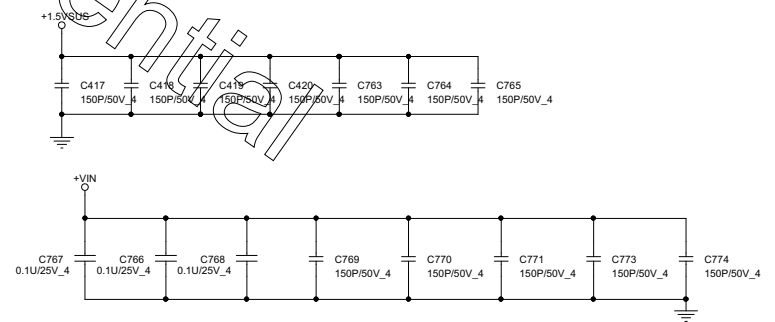 +1.5VSUS
C417 C418 C419 C420 C763 C764 C765
150P/50V_4 150P/50V_4 150P/50V_4 150P/50V_4 150P/50V_4 150P/50V_4 150P/50V_4
ential
+VIN
C767 C766 C768 C769 C770 C771 C773 C774
0.1U/25V_4 0.1U/25V_4 0.1U/25V_4 150P/50V_4 150P/50V_4 150P/50V_4 150P/50V_4 150P/50V_4